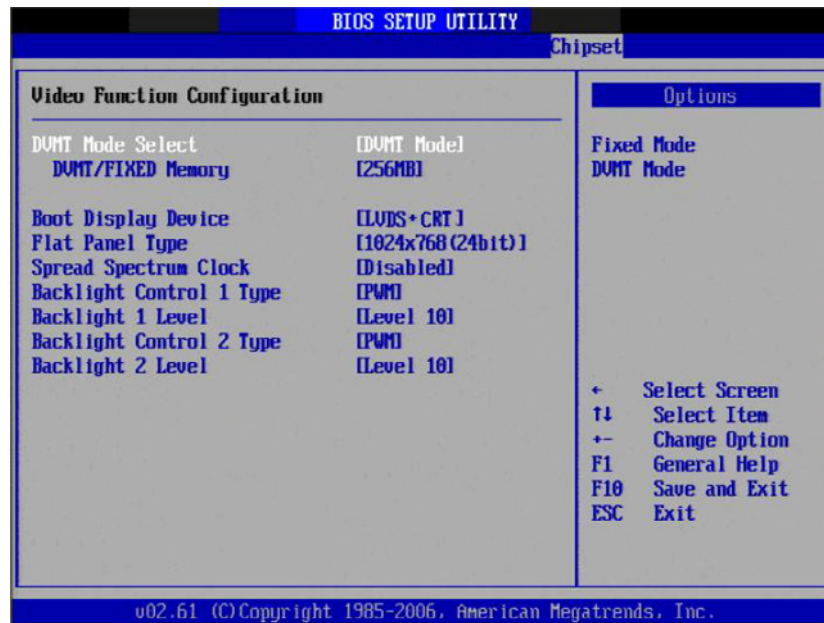 BIOS SETUP UTILITY
Chipset
Video Function Configuration
DVMT Mode Select [DVMT Mode]
DVMT/FIXED Memory [256MB]
Boot Display Device [LVDS+CRT]
Flat Panel Type [1024x768(24bit)]
Spread Spectrum Clock [Disabled]
Backlight Control 1 Type [PWM]
Backlight 1 Level [Level 10]
Backlight Control 2 Type [PWM]
Backlight 2 Level [Level 10]
Options
Fixed Mode
DVMT Mode
← Select Screen
↑↓ Select Item
+- Change Option
F1 General Help
F10 Save and Exit
ESC Exit
v02.61 (C)Copyright 1985-2006, American Megatrends, Inc.